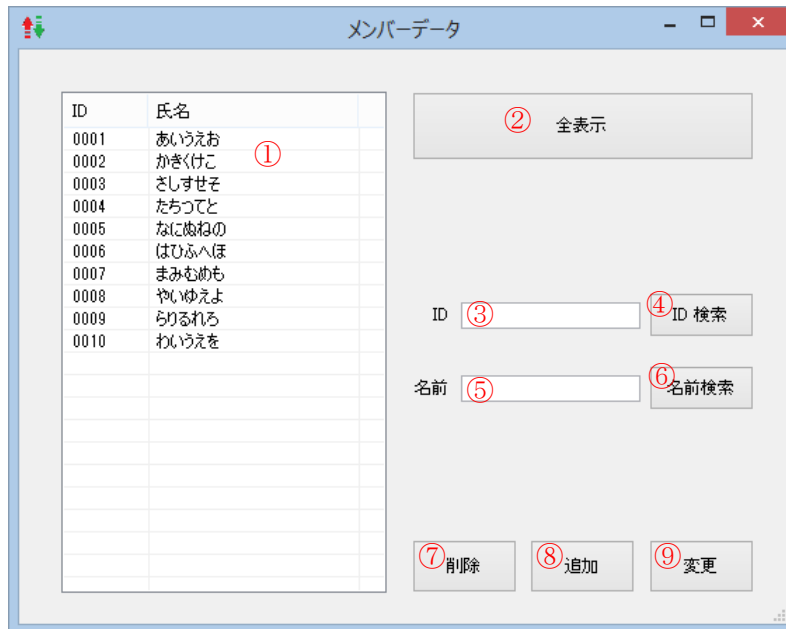 メンバーデータ
ID 氏名
0001 あいうえお
0002 かきくけこ
0003 さしすせそ
0004 たちつてと
0005 なにぬねの
0006 はひふへほ
0007 まみむめも
0008 やいゆえよ
0009 らりるれろ
0010 わいうえを
①
② 全表示
ID ③ ④ ID 検索
名前 ⑤ ⑥ 名前検索
⑦ 削除 ⑧ 追加 ⑨ 変更